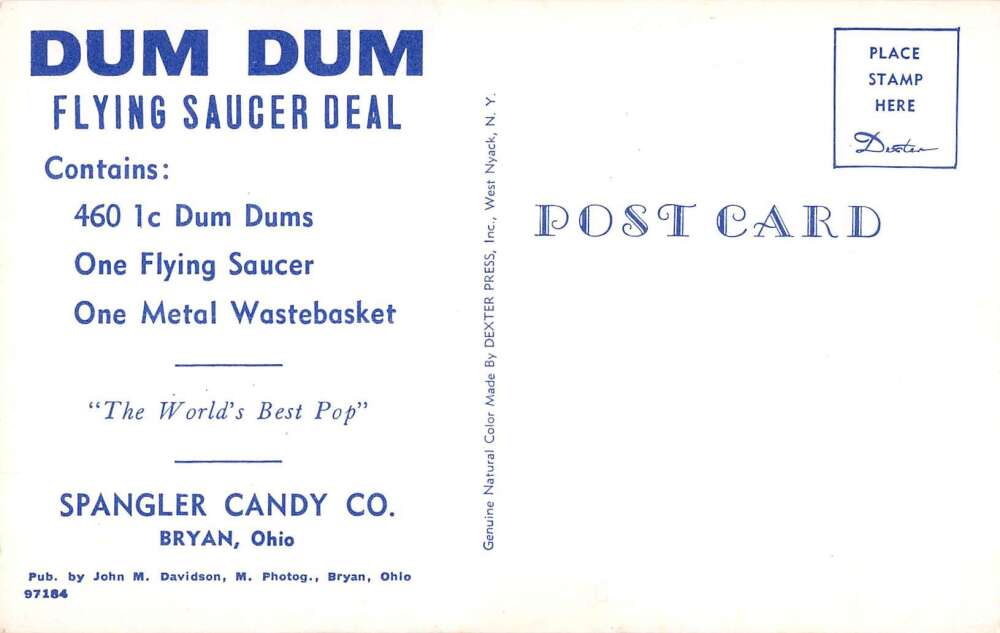 DUM DUM
FLYING SAUCER DEAL
Contains:
460 1c Dum Dums
One Flying Saucer
One Metal Wastebasket
"The World's Best Pop"
SPANGLER CANDY CO.
BRYAN, Ohio
Pub. by John M. Davidson, M. Photog., Bryan, Ohio
97184
Genuine Natural Color Made By DEXTER PRESS, Inc., West Nyack, N. Y.
PLACE
STAMP
HERE
Dexter
POST CARD